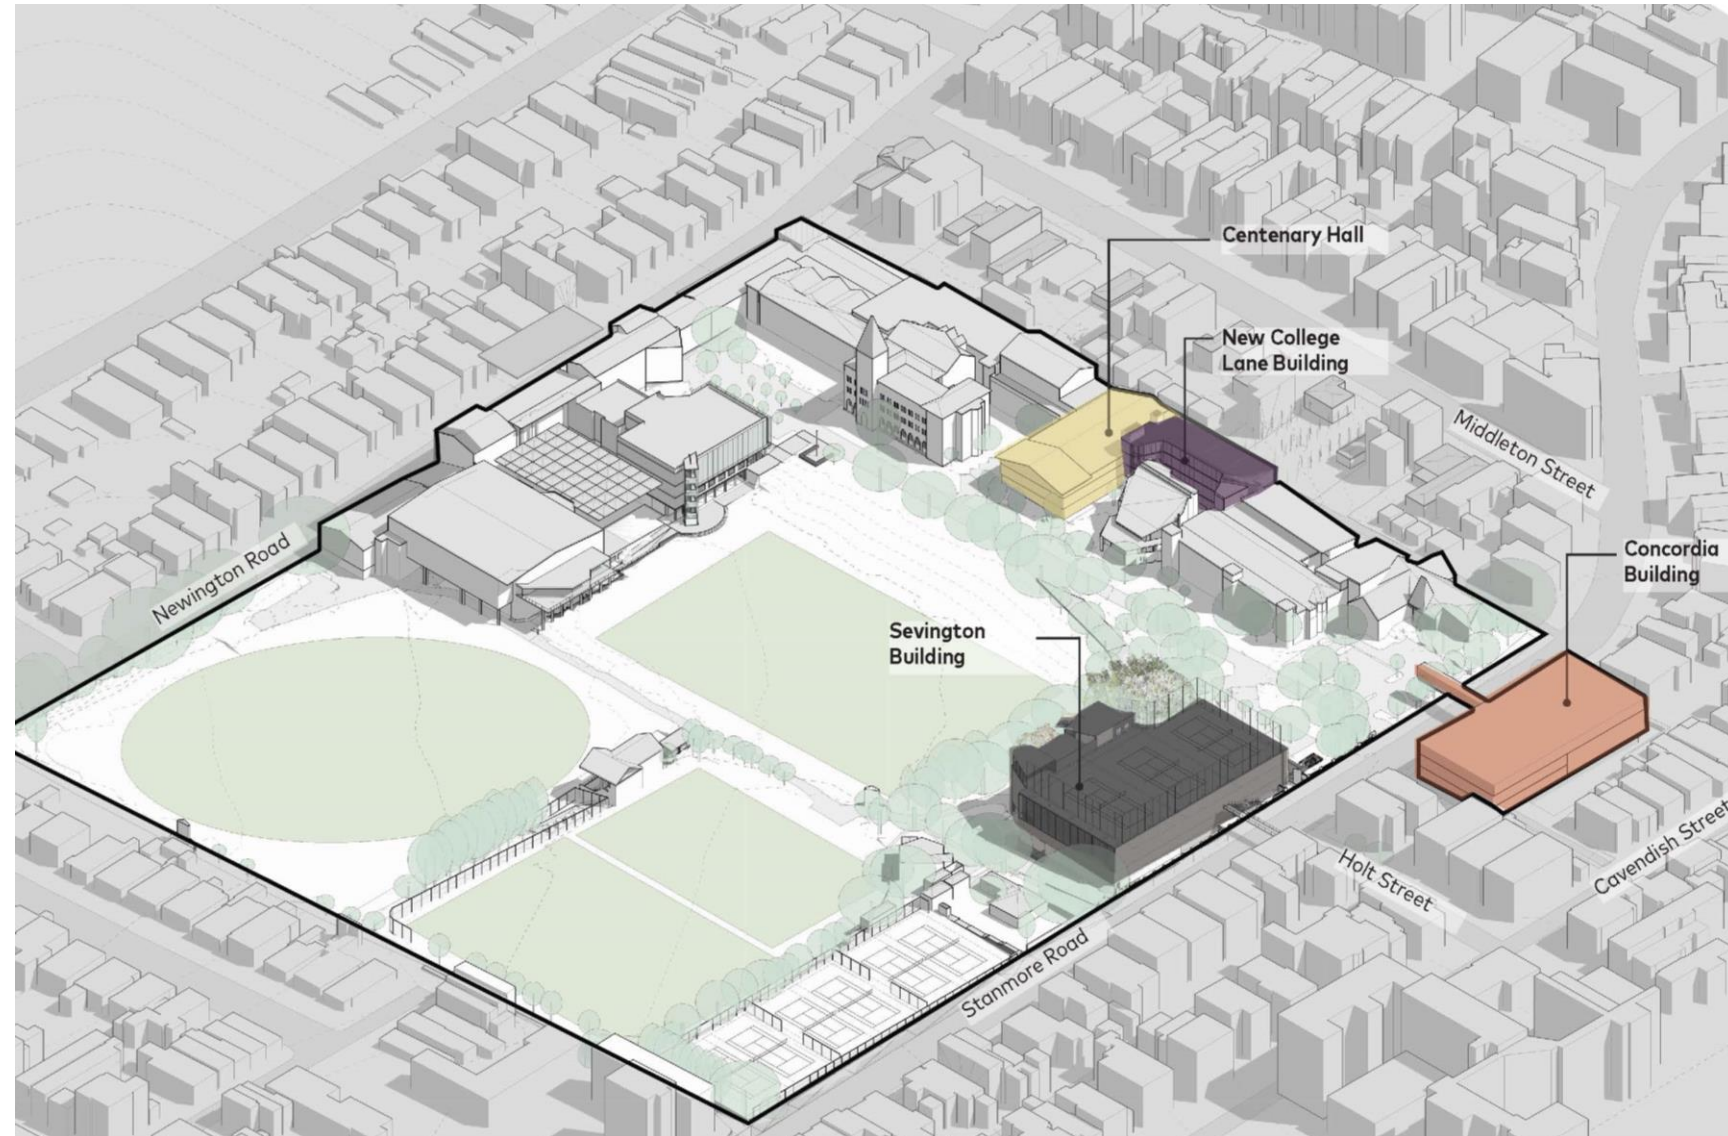 Centenary Hall
New College
Lane Building
Middleton Street
Concordia
Building
Newington Road
Sevington
Building
Holt Street
Cavendish Street
Stanmore Road